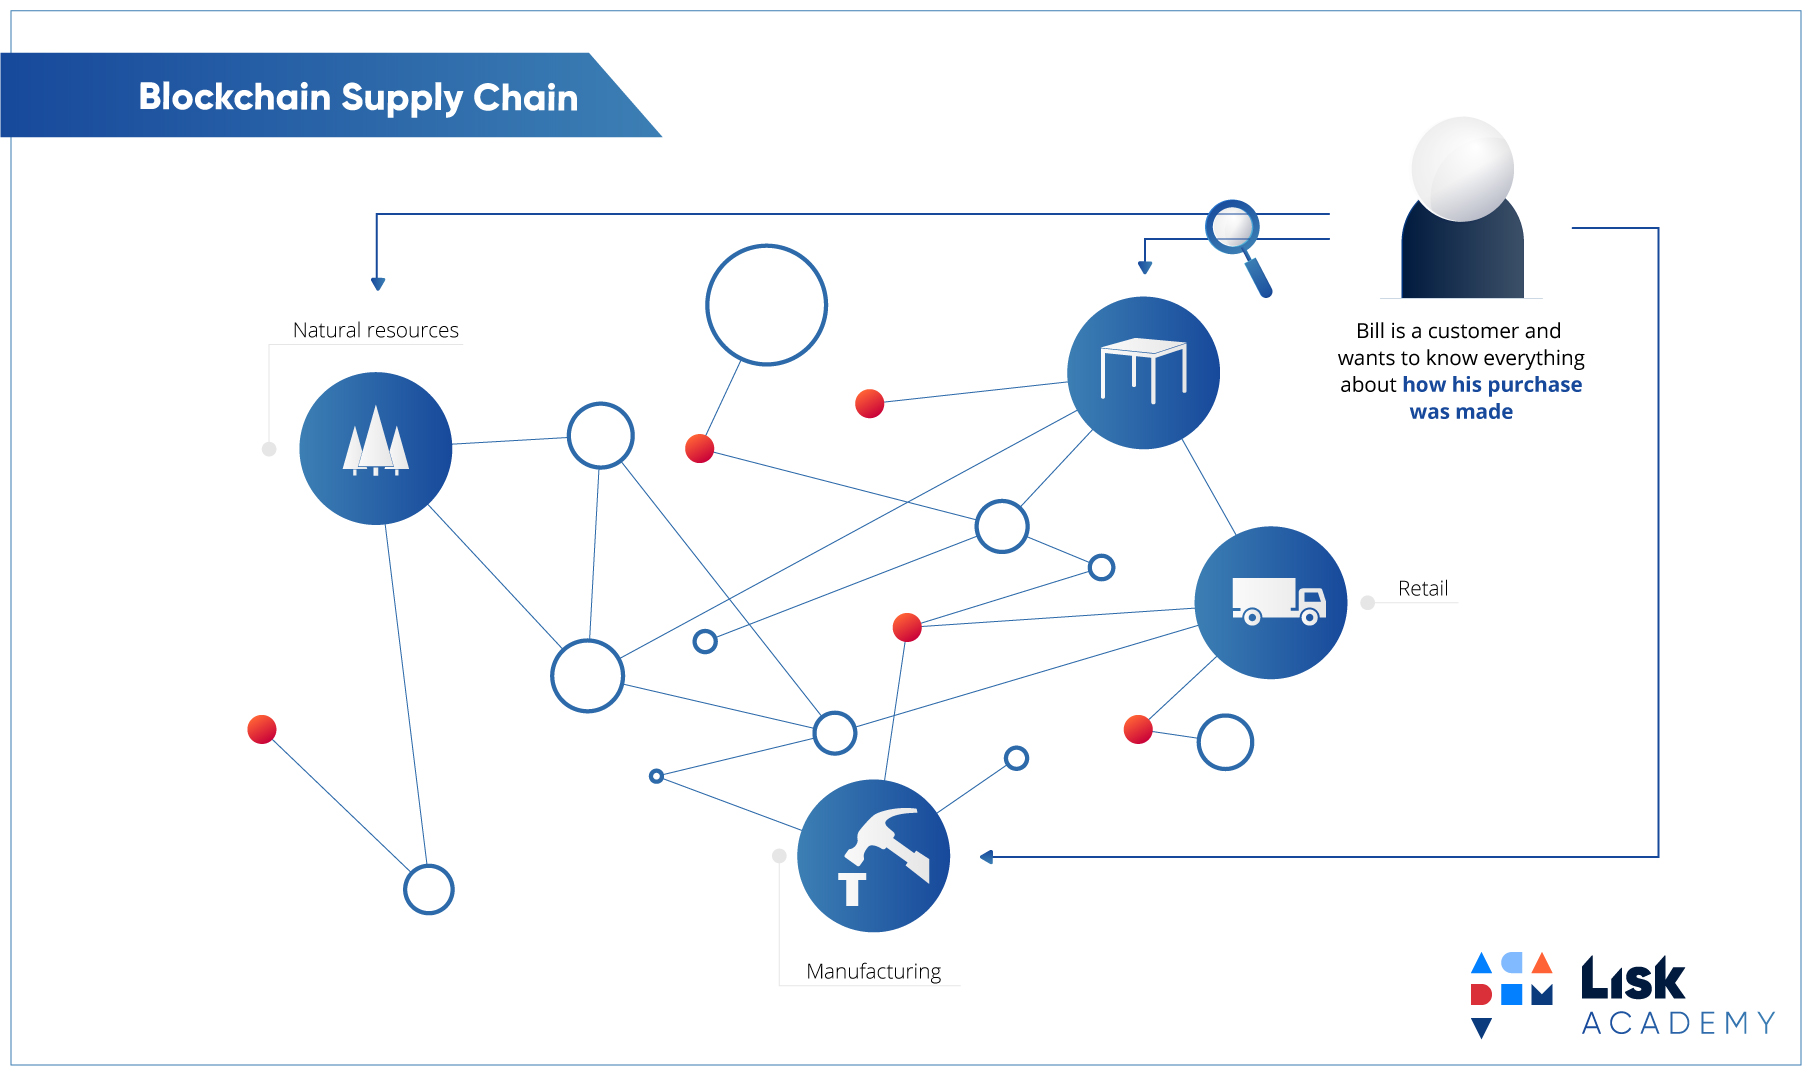 Blockchain Supply Chain
Natural resources
Bill is a customer and
wants to know everything
about how his purchase
was made
Retail
Manufacturing
Lisk
ACADEMY